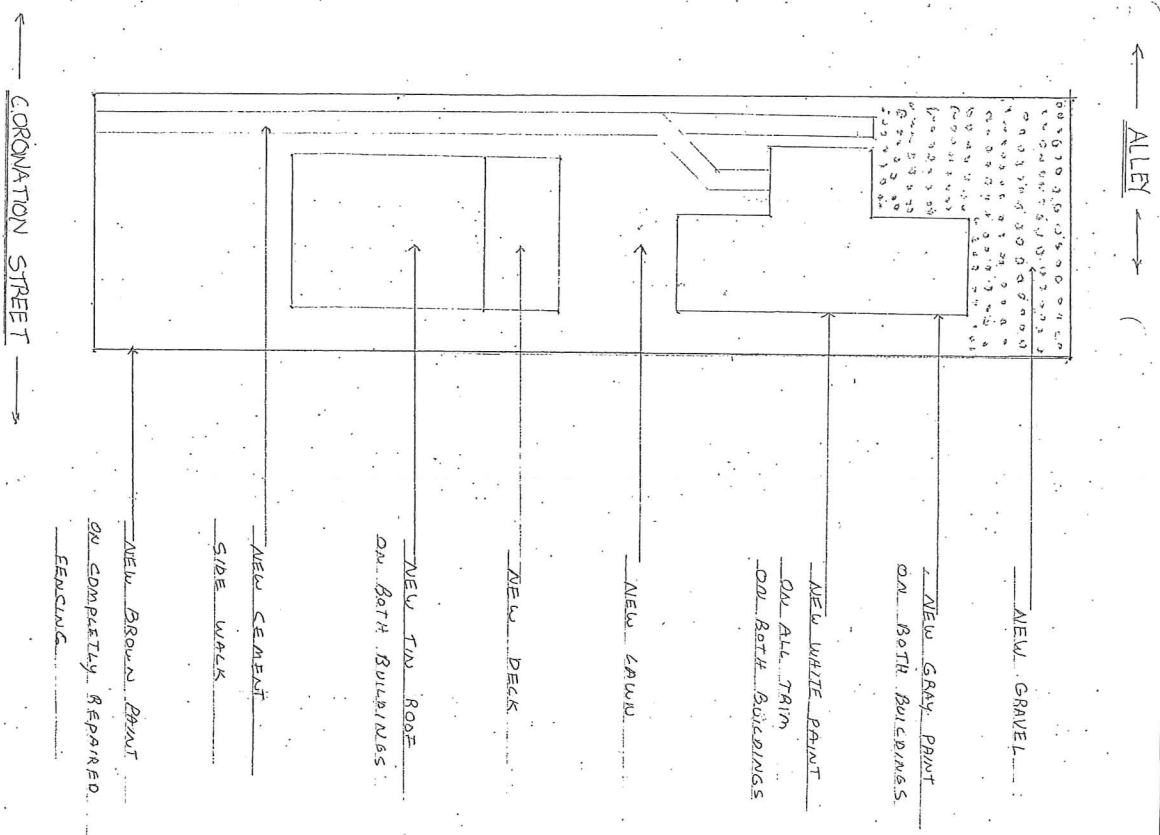 ALLEY
NEW GRAVEL
NEW GRAY PAINT
ON BOTH BUILDINGS
NEW WHITE PAINT
ON ALL TRIM
ON BOTH BUILDINGS
NEW LAWN
NEW DECK
NEW TIN ROOF
ON BOTH BUILDINGS
NEW CEMENT
SIDE WALK
NEW BROWN PAINT
ON COMPLETLY REPAIRED
FENCING
CORONATION STREET